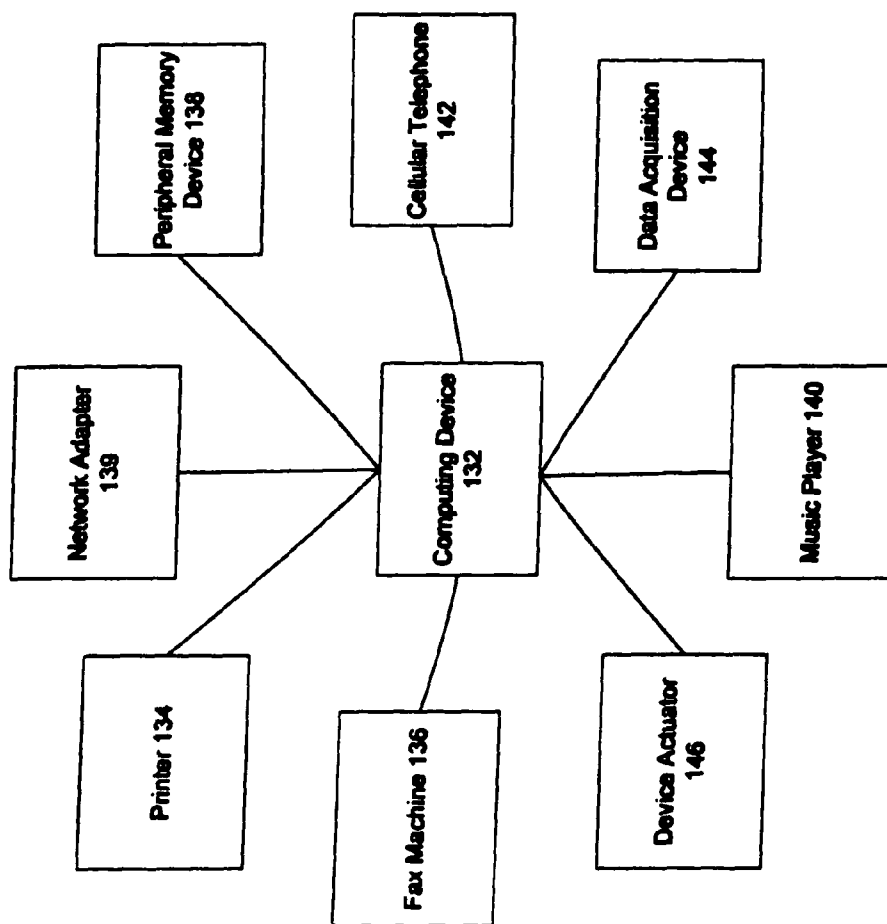 Printer 134
Network Adapter
139
Peripheral Memory
Device 138
Fax Machine 136
Computing Device
132
Cellular Telephone
142
Device Actuator
146
Music Player 140
Data Acquisition
Device
144